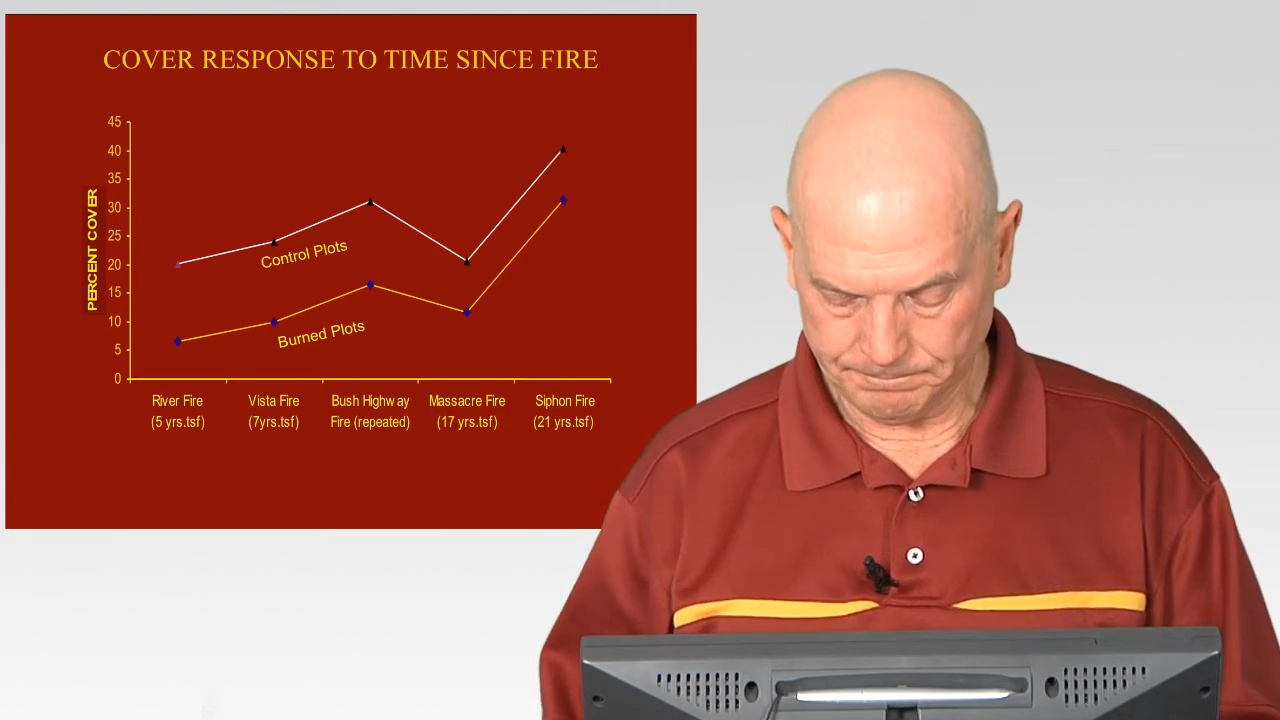 COVER RESPONSE TO TIME SINCE FIRE
45
40
35
30
25
20
15
10
5
0
PERCENT COVER
Control Plots
Burned Plots
River Fire
(5 yrs.tsf)
Vista Fire
(7yrs.tsf)
Bush Highway
Fire (repeated)
Massacre Fire
(17 yrs.tsf)
Siphon Fire
(21 yrs.tsf)